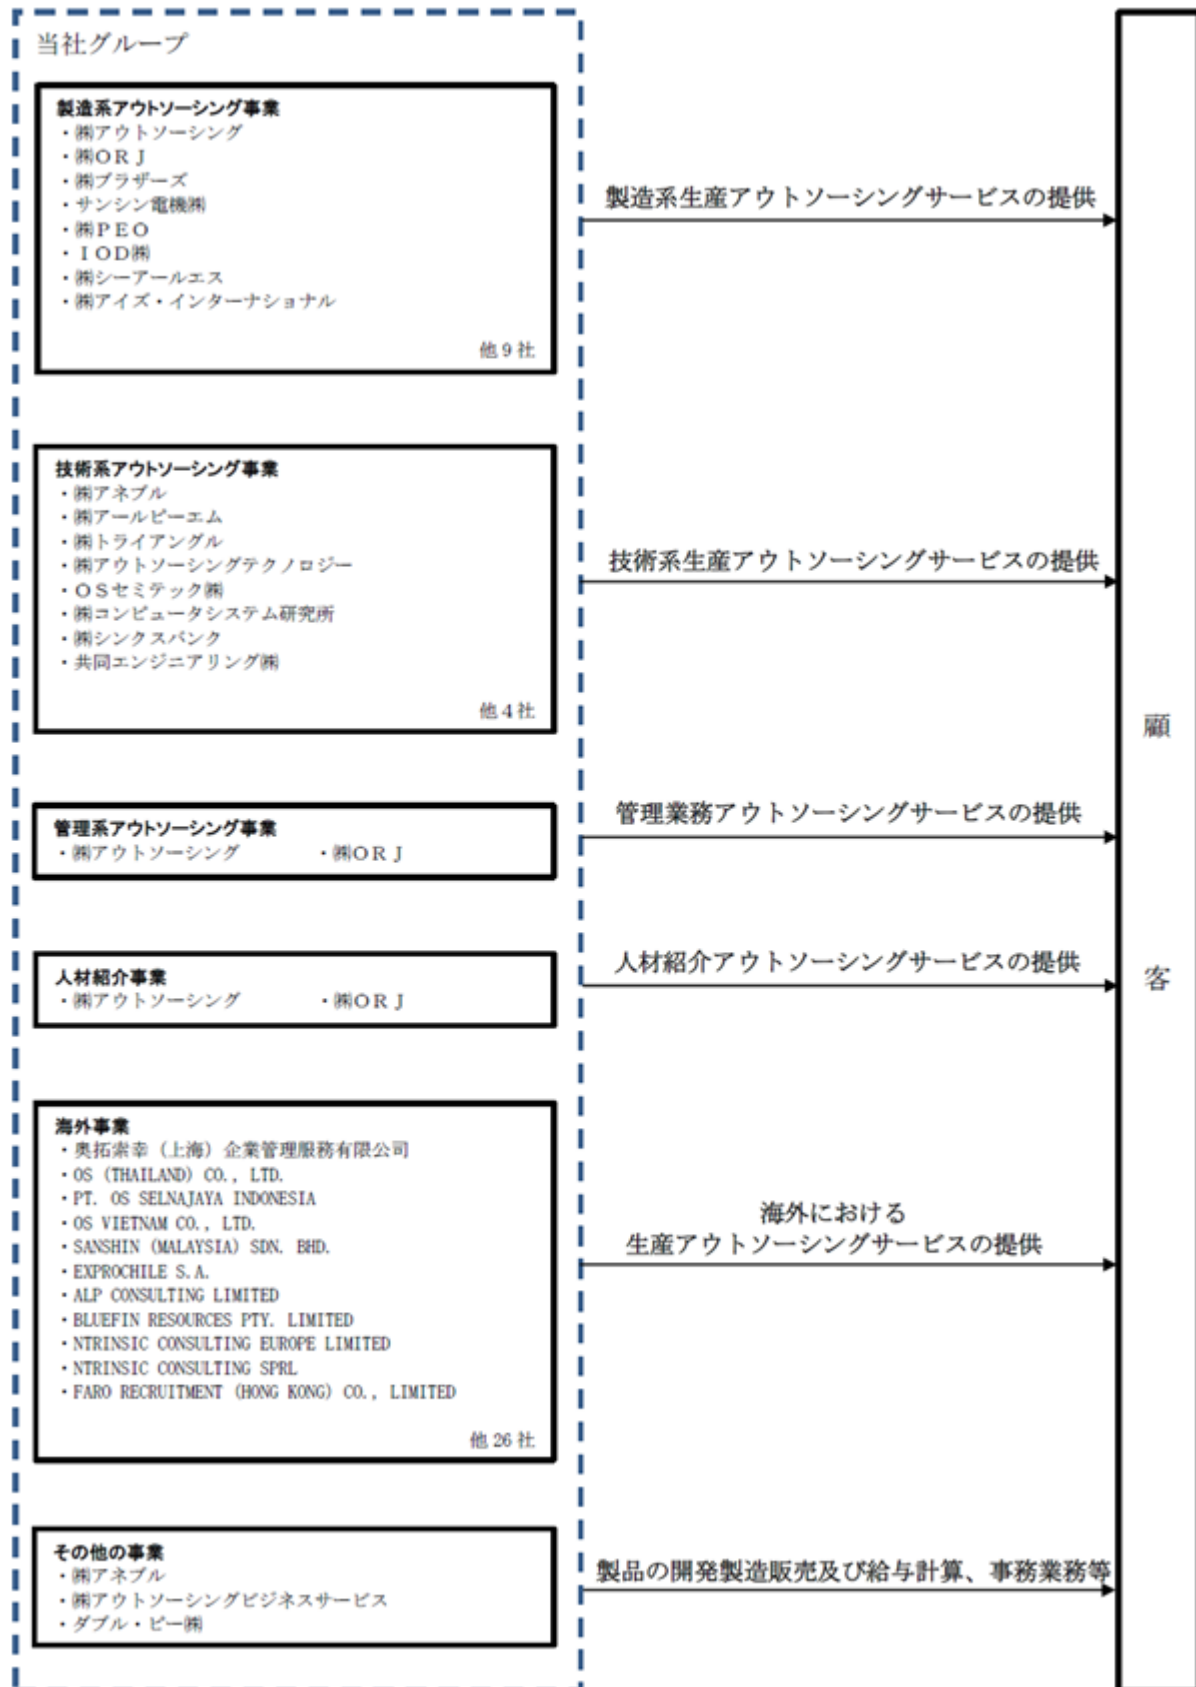 当社グループ
製造系アウトソーシング事業
・㈱アウトソーシング
・㈱ＯＲＪ
・㈱ブラザーズ
・サンシン電機㈱
・㈱ＰＥＯ
・ＩＯＤ㈱
・㈱シーアールエス
・㈱アイズ・インターナショナル
他９社
製造系生産アウトソーシングサービスの提供
技術系アウトソーシング事業
・㈱アネブル
・㈱アールピーエム
・㈱トライアングル
・㈱アウトソーシングテクノロジー
・ＯＳセミテック㈱
・㈱コンピュータシステム研究所
・㈱シンクスバンク
・共同エンジニアリング㈱
他４社
技術系生産アウトソーシングサービスの提供
管理系アウトソーシング事業
・㈱アウトソーシング ・㈱ＯＲＪ
管理業務アウトソーシングサービスの提供
人材紹介事業
・㈱アウトソーシング ・㈱ＯＲＪ
人材紹介アウトソーシングサービスの提供
海外事業
・奥拓索幸（上海）企業管理服務有限公司
・OS (THAILAND) CO., LTD.
・PT. OS SELNAJAYA INDONESIA
・OS VIETNAM CO., LTD.
・SANSHIN (MALAYSIA) SDN. BHD.
・EXPROCHILE S.A.
・ALP CONSULTING LIMITED
・BLUEFIN RESOURCES PTY. LIMITED
・NTRINSIC CONSULTING EUROPE LIMITED
・NTRINSIC CONSULTING SPRL
・FARO RECRUITMENT (HONG KONG) CO., LIMITED
他 26 社
海外における
生産アウトソーシングサービスの提供
その他の事業
・㈱アネブル
・㈱アウトソーシングビジネスサービス
・ダブル・ピー㈱
製品の開発製造販売及び給与計算、事務業務等
顧
客